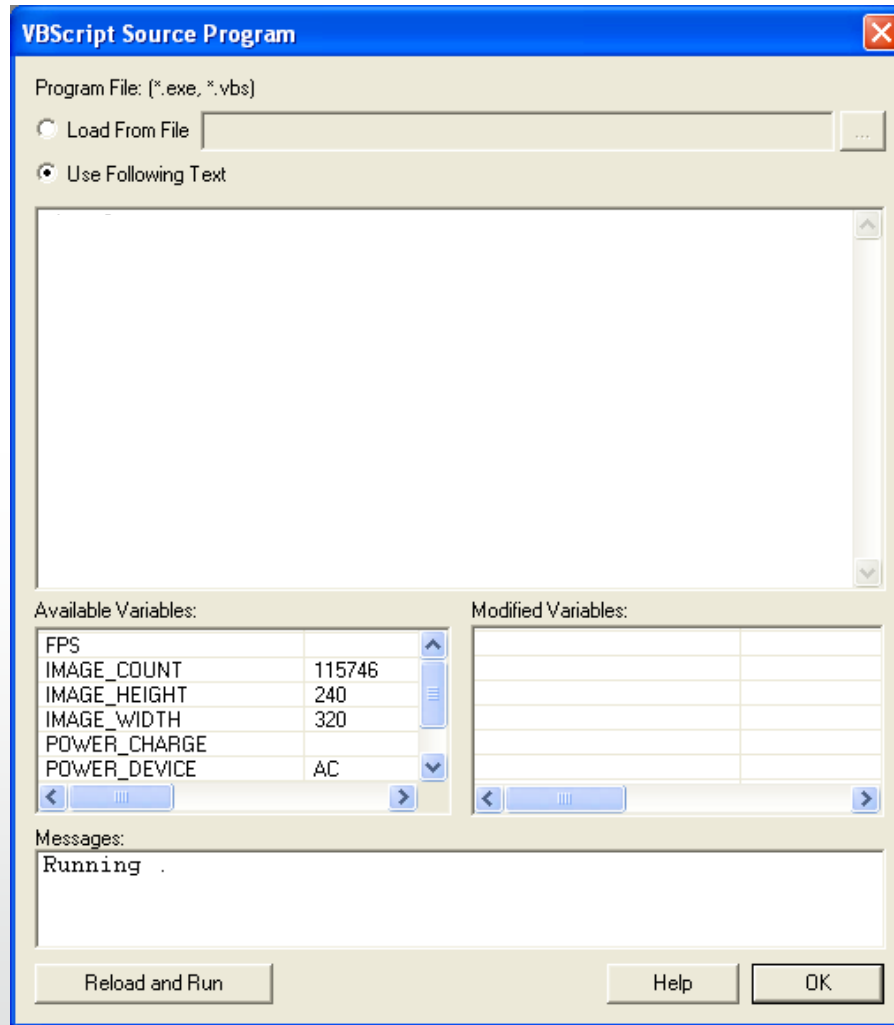 VBScript Source Program
Program File: (*.exe, *.vbs)
Load From File
...
Use Following Text
Available Variables:
FPS
IMAGE_COUNT 115746
IMAGE_HEIGHT 240
IMAGE_WIDTH 320
POWER_CHARGE
POWER_DEVICE AC
Modified Variables:
Messages:
Running .
Reload and Run
Help
OK